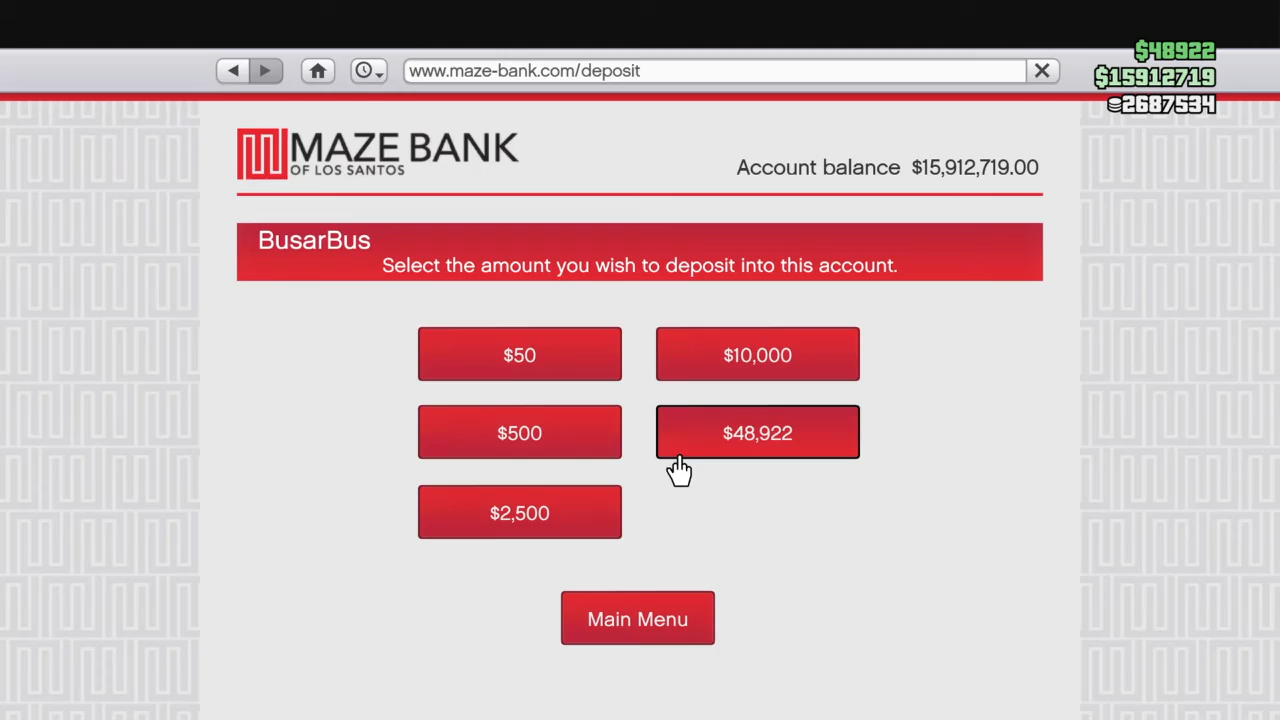 www.maze-bank.com/deposit
$48922
$15912719
2687534
MAZE BANK
OF LOS SANTOS
Account balance $15,912,719.00
BusarBus
Select the amount you wish to deposit into this account.
$50
$10,000
$500
$48,922
$2,500
Main Menu